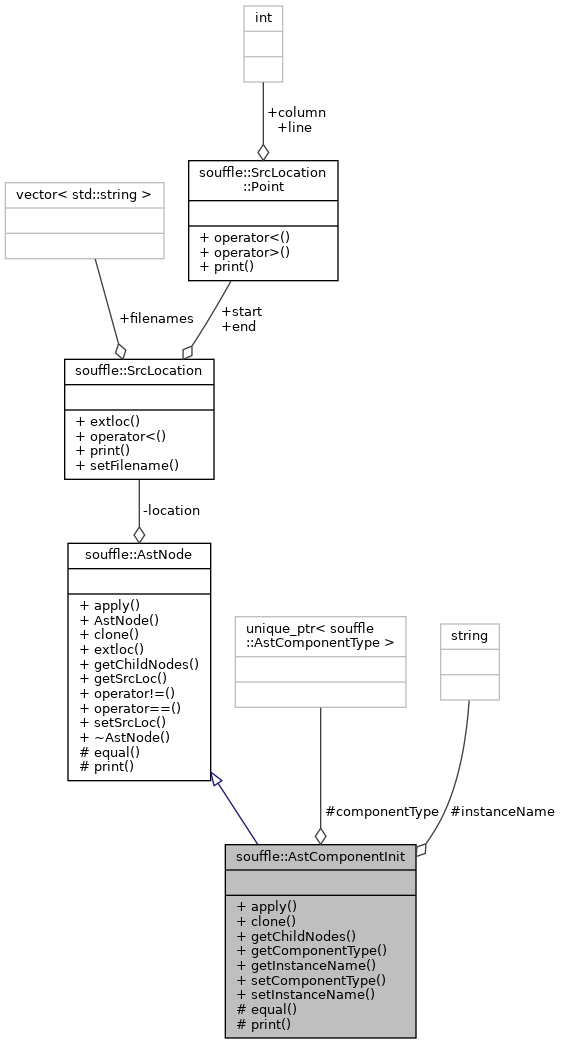 int
+column
+line
souffle::SrcLocation
::Point
+ operator<()
+ operator>()
+ print()
vector< std::string >
+filenames
+start
+end
souffle::SrcLocation
+ extloc()
+ operator<()
+ print()
+ setFilename()
-location
souffle::AstNode
+ apply()
+ AstNode()
+ clone()
+ extloc()
+ getChildNodes()
+ getSrcLoc()
+ operator!=()
+ operator==()
+ setSrcLoc()
+ ~AstNode()
# equal()
# print()
unique_ptr< souffle
::AstComponentType >
string
#componentType
#instanceName
souffle::AstComponentInit
+ apply()
+ clone()
+ getChildNodes()
+ getComponentType()
+ getInstanceName()
+ setComponentType()
+ setInstanceName()
# equal()
# print()